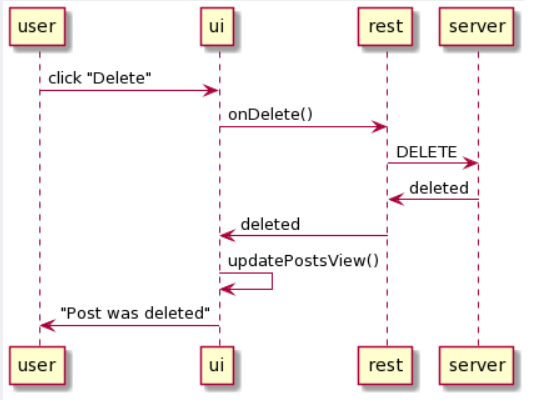 user ui rest server
click "Delete"
onDelete()
DELETE
deleted
deleted
updatePostsView()
"Post was deleted"
user ui rest server